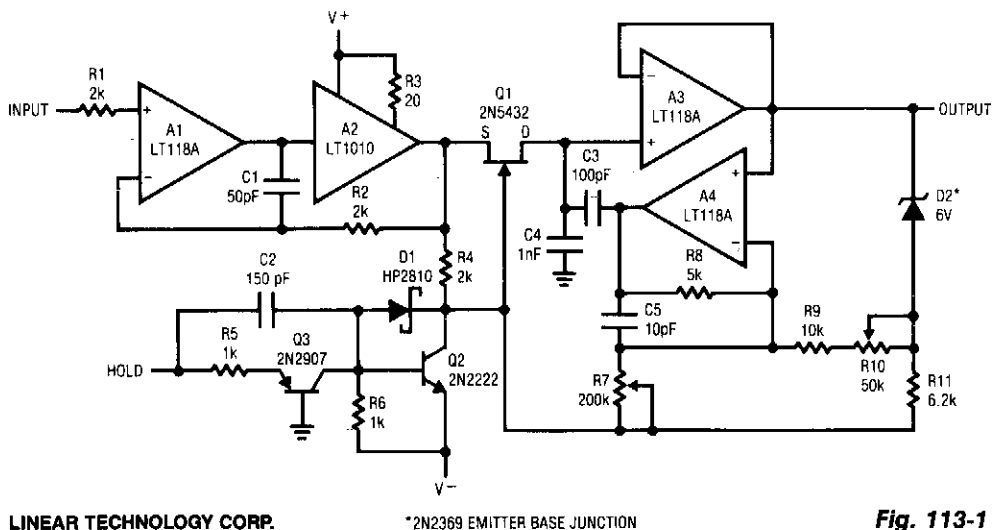 V+
R1
2k
INPUT
+
-
A1
LT118A
C1
50pF
A2
LT1010
R3
20
R2
2k
Q1
2N5432
S
D
-
+
A3
LT118A
OUTPUT
C3
100pF
C4
1nF
+
-
A4
LT118A
D2*
6V
R8
5k
C5
10pF
R9
10k
R10
50k
R11
6.2k
R7
200k
R4
2k
D1
HP2810
C2
150 pF
HOLD
R5
1k
Q3
2N2907
Q2
2N2222
R6
1k
V-
LINEAR TECHNOLOGY CORP.
*2N2369 EMITTER BASE JUNCTION
Fig. 113-1